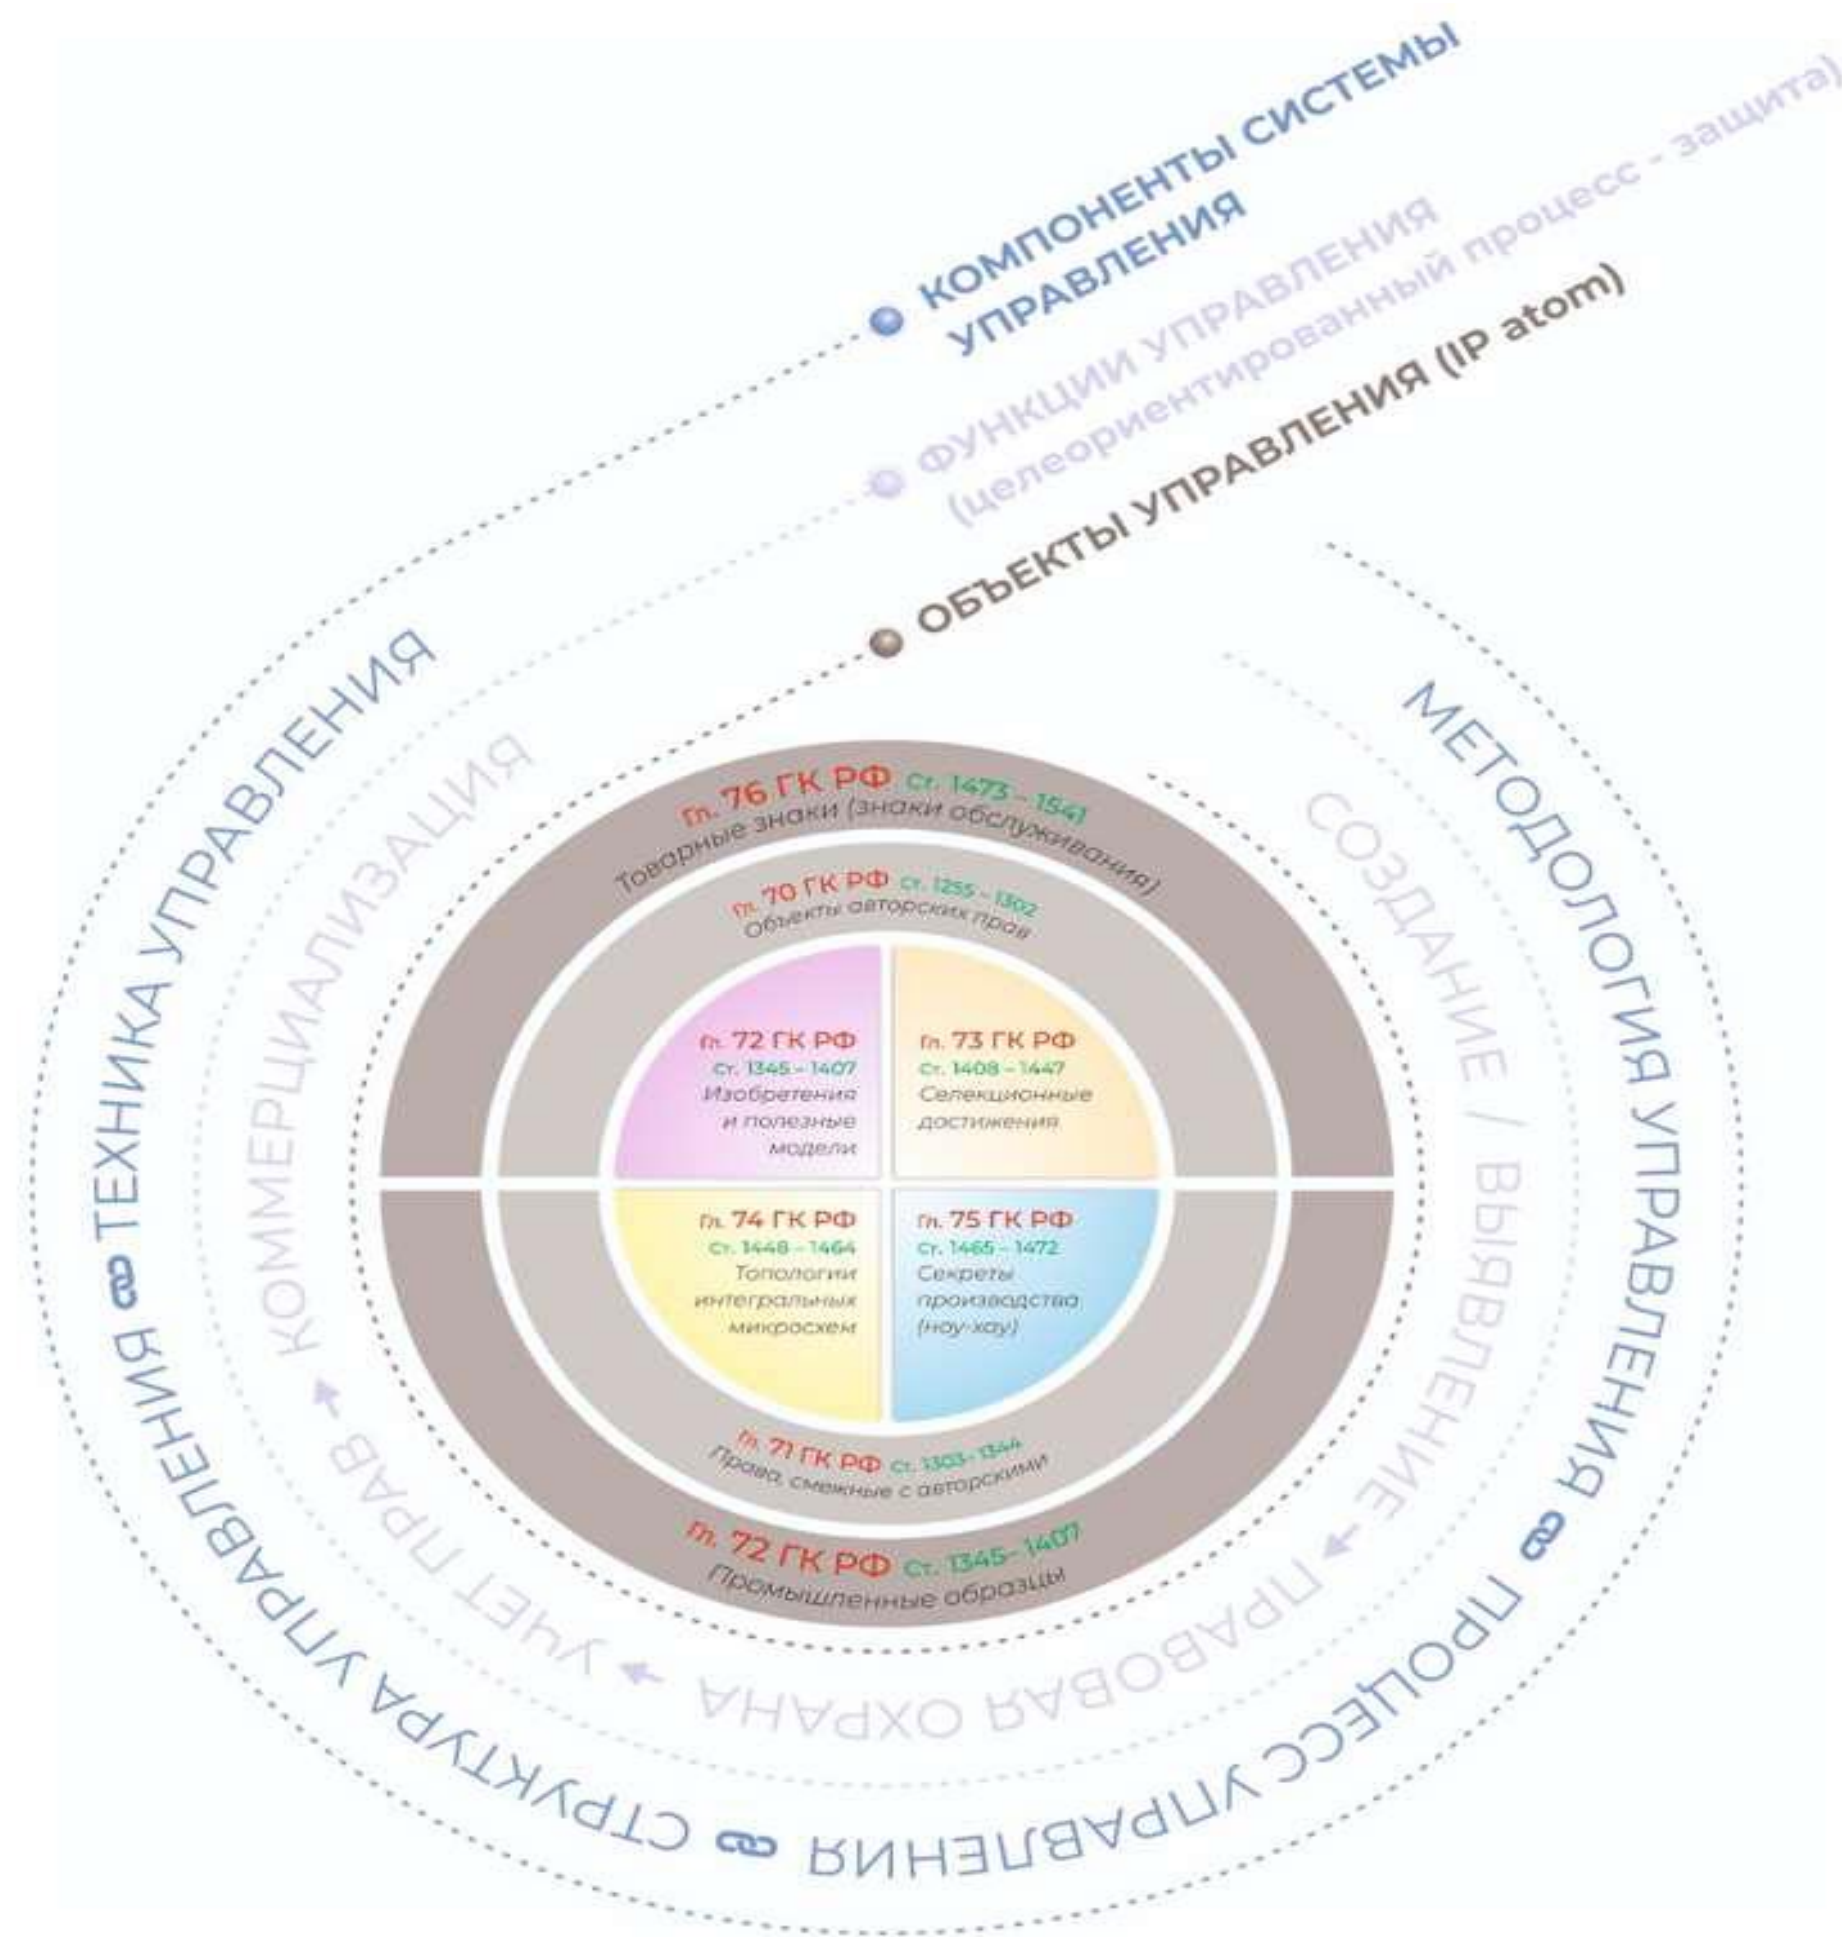 КОМПОНЕНТЫ СИСТЕМЫ
УПРАВЛЕНИЯ
ФУНКЦИИ УПРАВЛЕНИЯ
(целеориентированный процесс - защита)
ОБЪЕКТЫ УПРАВЛЕНИЯ (IP atom)
МЕТОДОЛОГИЯ УПРАВЛЕНИЯ
ПРОЦЕСС УПРАВЛЕНИЯ
СТРУКТУРА УПРАВЛЕНИЯ
ТЕХНИКА УПРАВЛЕНИЯ
СОЗДАНИЕ / ВЫЯВЛЕНИЕ
ПРАВОВАЯ ОХРАНА
УЧЕТ ПРАВ
КОММЕРЦИАЛИЗАЦИЯ
Гл. 76 ГК РФ Ст. 1473 – 1541
Товарные знаки (знаки обслуживания)
Гл. 70 ГК РФ Ст. 1255 – 1302
Объекты авторских прав
Гл. 72 ГК РФ
Ст. 1345 – 1407
Изобретения
и полезные
модели
Гл. 73 ГК РФ
Ст. 1408 – 1447
Селекционные
достижения
Гл. 74 ГК РФ
Ст. 1448 – 1464
Топологии
интегральных
микросхем
Гл. 75 ГК РФ
Ст. 1465 – 1472
Секреты
производства
(ноу-хау)
Гл. 71 ГК РФ Ст. 1303– 1344
Права, смежные с авторскими
Гл. 72 ГК РФ Ст. 1345– 1407
Промышленные образцы